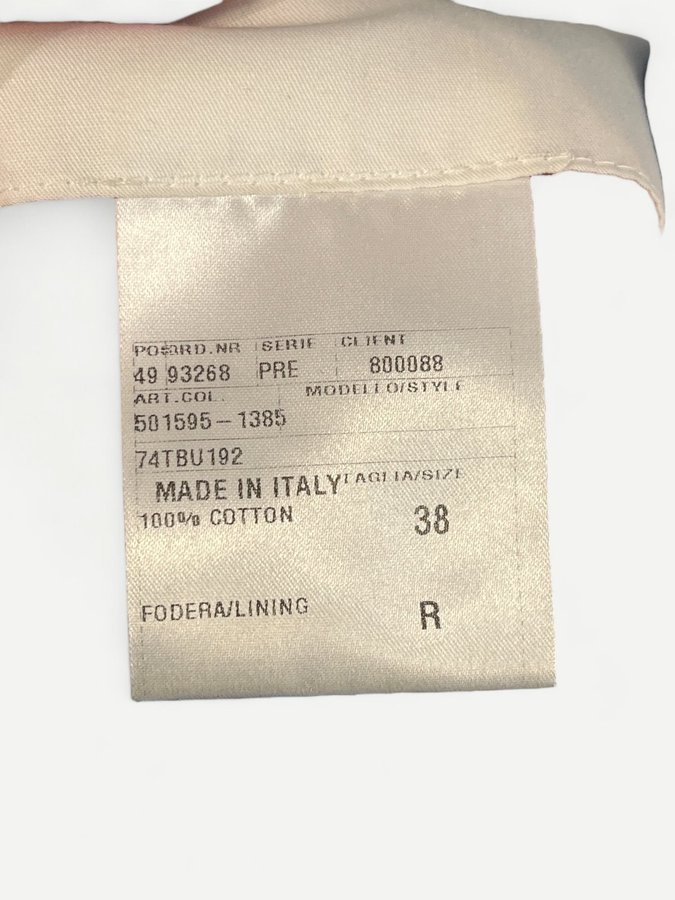 POS ORD.NR SERIE CLIENT
49 93268 PRE 800088
ART.COL. MODELLO/STYLE
501595-1385
74TBU192
MADE IN ITALY TAGLIA/SIZE
100% COTTON 38
FODERA/LINING R